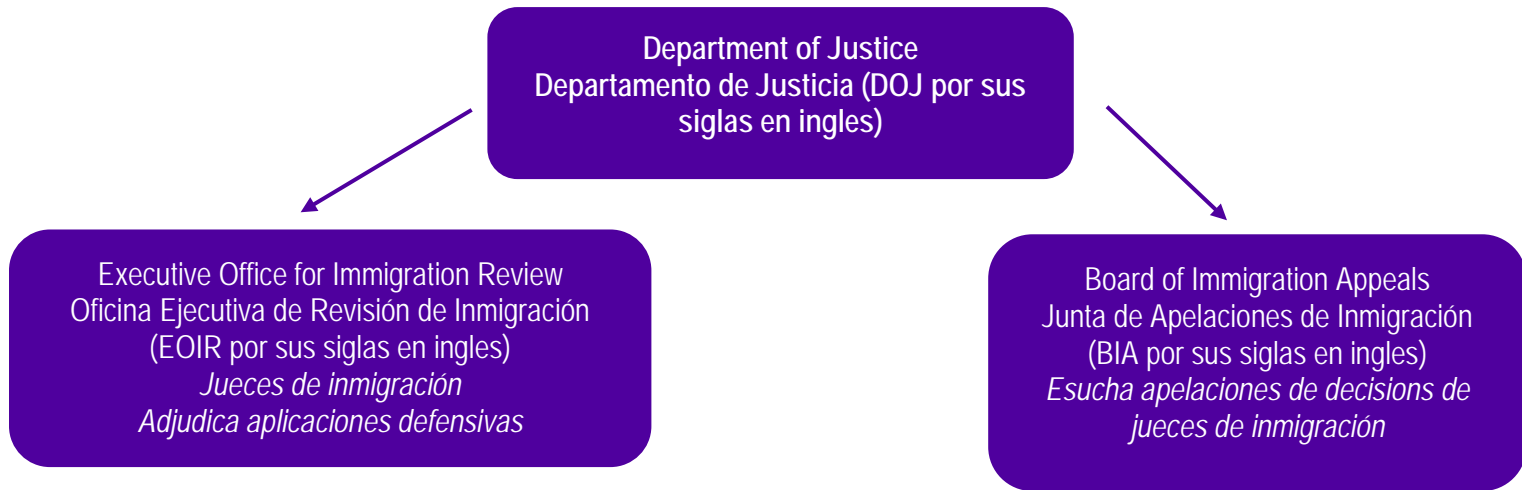 Department of Justice
Departamento de Justicia (DOJ por sus
siglas en ingles)
Executive Office for Immigration Review
Oficina Ejecutiva de Revisión de Inmigración
(EOIR por sus siglas en ingles)
Jueces de inmigración
Adjudica aplicaciones defensivas
Board of Immigration Appeals
Junta de Apelaciones de Inmigración
(BIA por sus siglas en ingles)
Esucha apelaciones de decisions de
jueces de inmigración